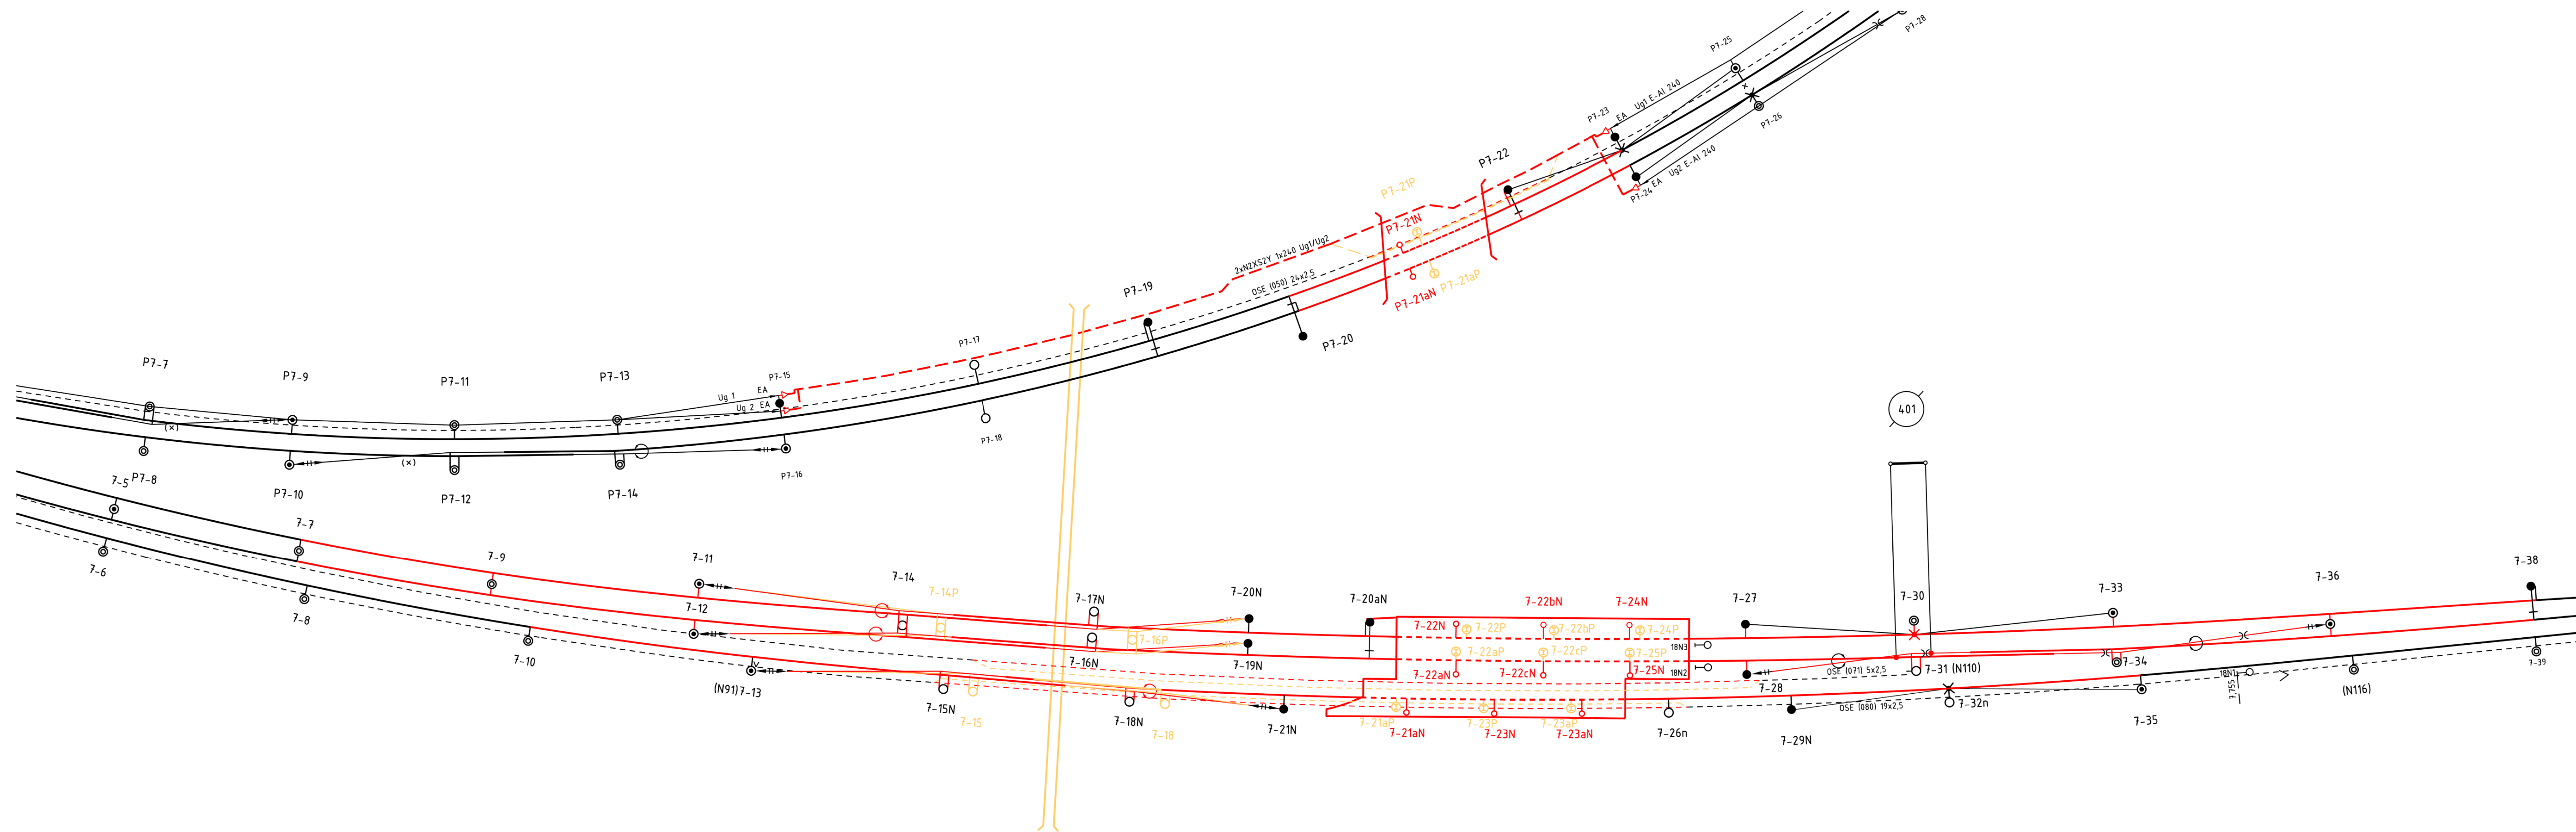 P7-28
P7-25
P7-26
Ug1 E-Al 240
EA
P7-23
Ug2 E-Al 240
EA
P7-24
P7-22
P7-21P
P7-21N
P7-21aP
P7-21aN
2xN2XS2Y 1x240 Ug1/Ug2
OSE (050) 24x2,5
P7-19
P7-20
P7-17
P7-18
P7-15
EA
Ug 1
Ug 2 EA
P7-16
P7-7
P7-9
P7-11
P7-13
(x)
(x)
P7-8
P7-10
P7-12
P7-14
401
7-5
7-7
7-9
7-11
7-14
7-14P
7-17N
7-20N
7-20aN
7-22bN
7-24N
7-27
7-30
7-33
7-36
7-38
7-6
7-8
7-10
7-12
(N91)7-13
7-15N
7-15
7-16N
7-16P
7-18N
7-18
7-19N
7-21N
7-22N
7-22P
7-22bP
7-24P
7-22aP
7-22cP
7-25P
7-22aN
7-22cN
7-25N
18N3
18N2
7-21aP
7-23P
7-23aP
7-21aN
7-23N
7-23aN
7-26n
7-28
7-29N
OSE (071) 5x2,5
OSE (080) 19x2,5
7-31 (N110)
7-32n
7-34
7-35
18N1
7,755
(N116)
7-39